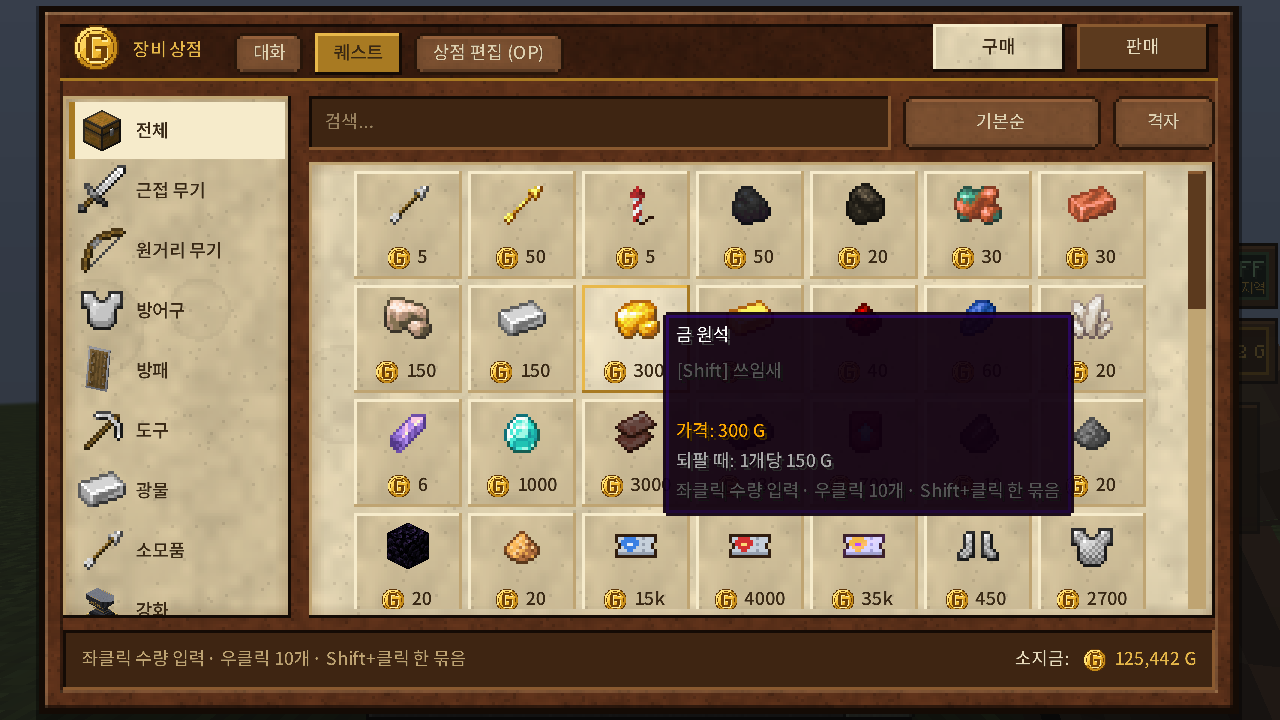 장비 상점
대화
퀘스트
상점 편집 (OP)
구매
판매
전체
근접 무기
원거리 무기
방어구
방패
도구
광물
소모품
강화
검색...
기본순
격자
5
50
5
50
20
30
30
150
150
300
40
60
20
6
1000
3000
20
20
20
15k
4000
35k
450
2700
금 원석
[Shift] 쓰임새
가격: 300 G
되팔 때: 1개당 150 G
좌클릭 수량 입력 · 우클릭 10개 · Shift+클릭 한 묶음
좌클릭 수량 입력 · 우클릭 10개 · Shift+클릭 한 묶음
소지금:
125,442 G
FF
지역